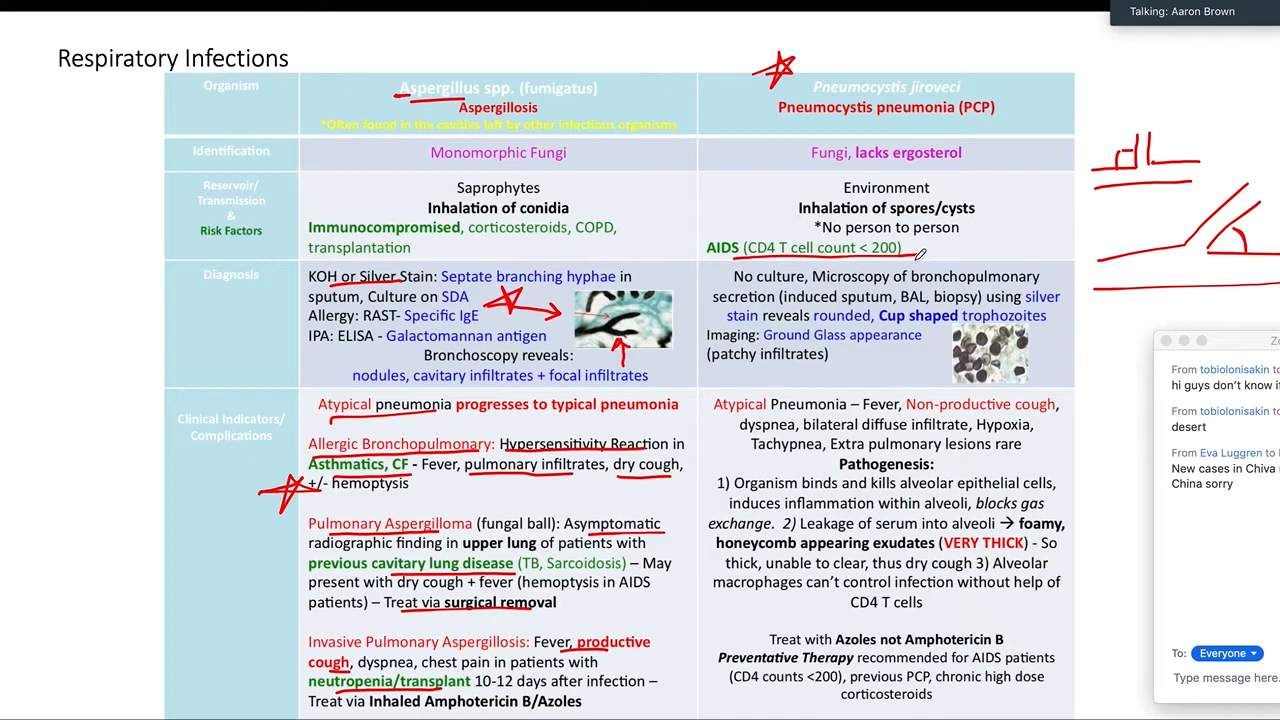 Talking: Aaron Brown
Respiratory Infections
Organism
Aspergillus spp. (fumigatus)
Aspergillosis
*Often found in the cavities left by other infectious organisms
Pneumocystis jiroveci
Pneumocystis pneumonia (PCP)
Identification
Monomorphic Fungi
Fungi, lacks ergosterol
Reservoir/
Transmission
&
Risk Factors
Saprophytes
Inhalation of conidia
Immunocompromised, corticosteroids, COPD,
transplantation
Environment
Inhalation of spores/cysts
*No person to person
AIDS (CD4 T cell count < 200)
Diagnosis
KOH or Silver Stain: Septate branching hyphae in
sputum, Culture on SDA
Allergy: RAST- Specific IgE
IPA: ELISA - Galactomannan antigen
Bronchoscopy reveals:
nodules, cavitary infiltrates + focal infiltrates
No culture, Microscopy of bronchopulmonary
secretion (induced sputum, BAL, biopsy) using silver
stain reveals rounded, Cup shaped trophozoites
Imaging: Ground Glass appearance
(patchy infiltrates)
Clinical Indicators/
Complications
Atypical pneumonia progresses to typical pneumonia
Allergic Bronchopulmonary: Hypersensitivity Reaction in
Asthmatics, CF - Fever, pulmonary infiltrates, dry cough,
+/- hemoptysis
Pulmonary Aspergilloma (fungal ball): Asymptomatic
radiographic finding in upper lung of patients with
previous cavitary lung disease (TB, Sarcoidosis) – May
present with dry cough + fever (hemoptysis in AIDS
patients) – Treat via surgical removal
Invasive Pulmonary Aspergillosis: Fever, productive
cough, dyspnea, chest pain in patients with
neutropenia/transplant 10-12 days after infection –
Treat via Inhaled Amphotericin B/Azoles
Atypical Pneumonia – Fever, Non-productive cough,
dyspnea, bilateral diffuse infiltrate, Hypoxia,
Tachypnea, Extra pulmonary lesions rare
Pathogenesis:
1) Organism binds and kills alveolar epithelial cells,
induces inflammation within alveoli, blocks gas
exchange. 2) Leakage of serum into alveoli → foamy,
honeycomb appearing exudates (VERY THICK) - So
thick, unable to clear, thus dry cough 3) Alveolar
macrophages can't control infection without help of
CD4 T cells
Treat with Azoles not Amphotericin B
Preventative Therapy recommended for AIDS patients
(CD4 counts <200), previous PCP, chronic high dose
corticosteroids
From tobiolonisakin to
hi guys don't know if
From tobiolonisakin to
desert
From Eva Luggren to
New cases in China
China sorry
To: Everyone
Type message here